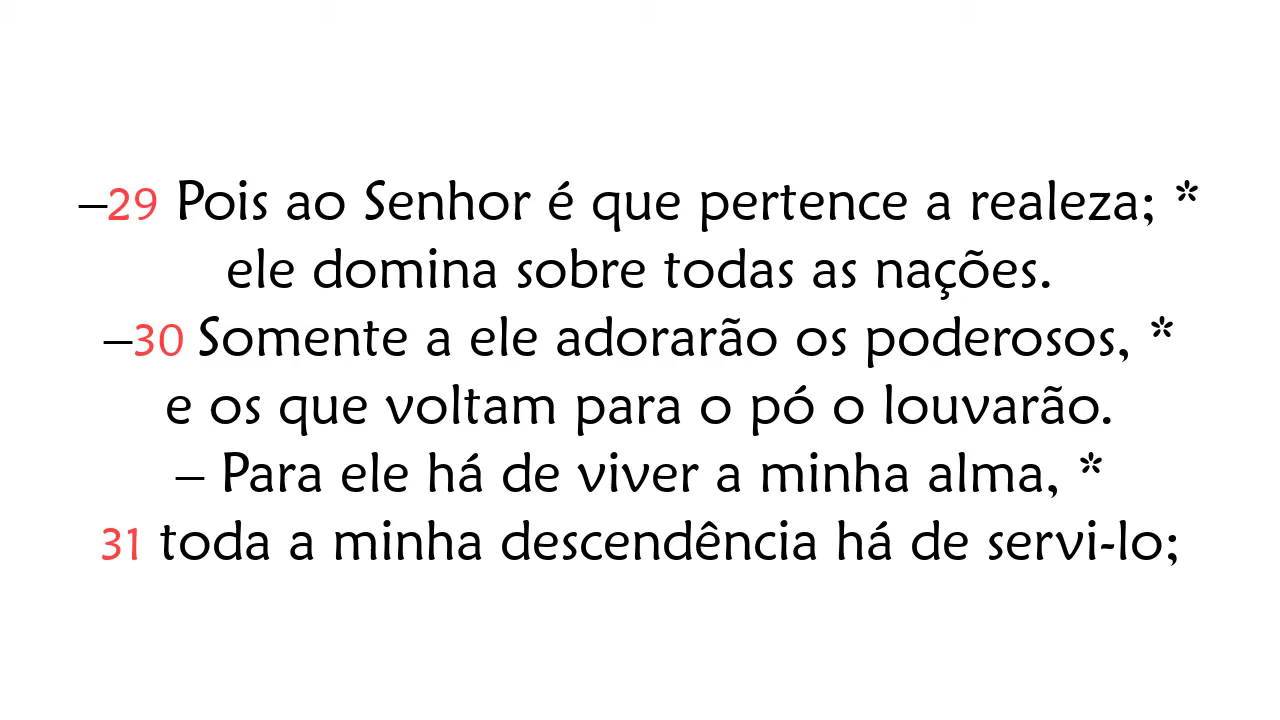 –29 Pois ao Senhor é que pertence a realeza; *
ele domina sobre todas as nações.
–30 Somente a ele adorarão os poderosos, *
e os que voltam para o pó o louvarão.
– Para ele há de viver a minha alma, *
31 toda a minha descendência há de servi-lo;